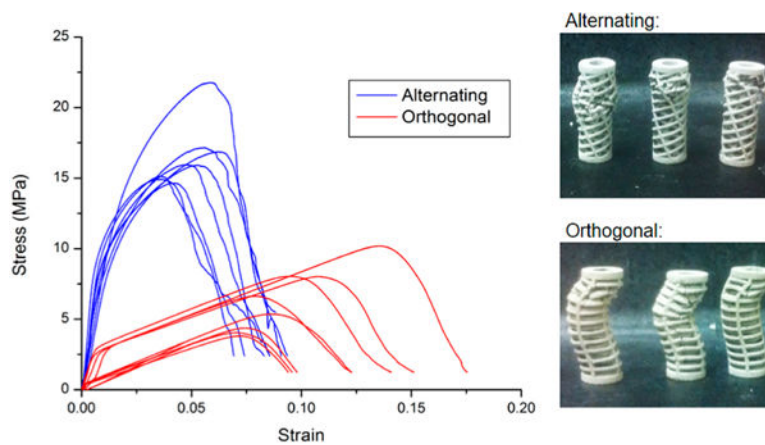 Alternating:
25
20
15
10
5
0
Stress (MPa)
Alternating
Orthogonal
0.00
0.05
0.10
0.15
0.20
Strain
Orthogonal: